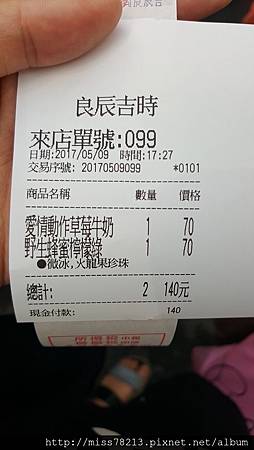 良辰吉時
來店單號:099
日期:2017/05/09 時間:17:27
交易序號: 20170509099 *0101
商品名稱 數量 價格
愛情動作草莓牛奶 1 70
野生蜂蜜檸檬綠 1 70
●微冰,火龍果珍珠
總計: 2 140元
現金付款: 140
http://miss78213.pixnet.net/album